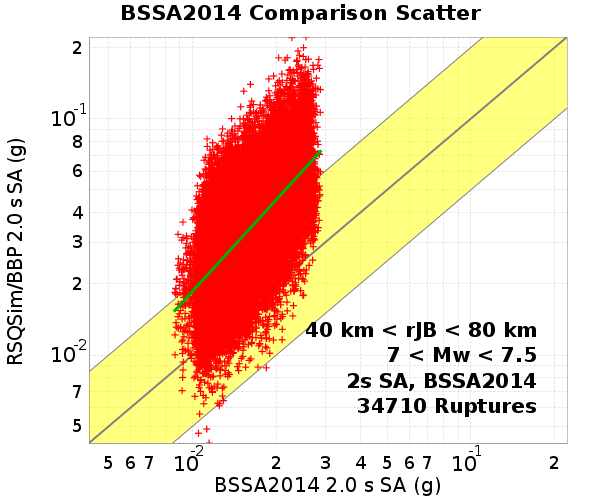 BSSA2014 Comparison Scatter
RSQSim/BBP 2.0 s SA (g)
2
10^-1
8
6
4
3
2
10^-2
7
5
40 km < rJB < 80 km
7 < Mw < 7.5
2s SA, BSSA2014
34710 Ruptures
5 6 7 10^-2 2 3 4 5 6 7 10^-1 2
BSSA2014 2.0 s SA (g)